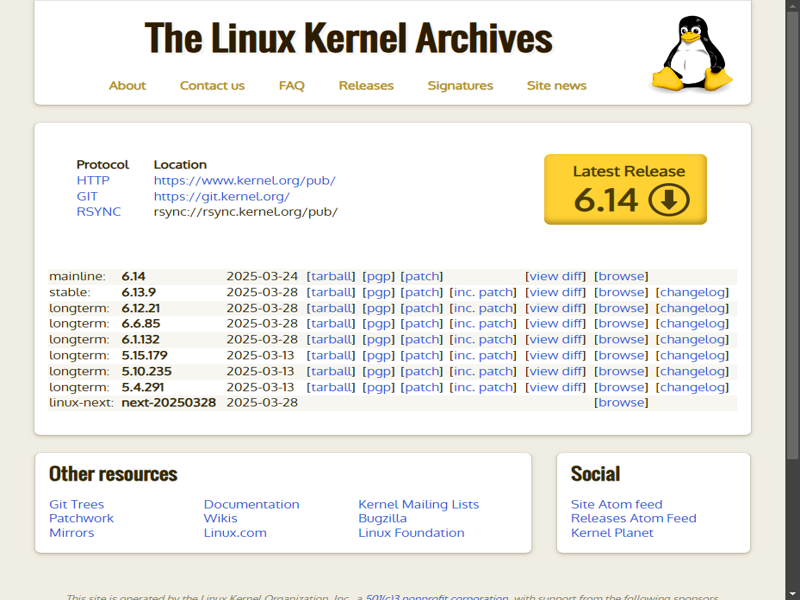 The Linux Kernel Archives
About Contact us FAQ Releases Signatures Site news
Protocol Location
HTTP https://www.kernel.org/pub/
GIT https://git.kernel.org/
RSYNC rsync://rsync.kernel.org/pub/
Latest Release
6.14
mainline: 6.14 2025-03-24 [tarball] [pgp] [patch] [view diff] [browse]
stable: 6.13.9 2025-03-28 [tarball] [pgp] [patch] [inc. patch] [view diff] [browse] [changelog]
longterm: 6.12.21 2025-03-28 [tarball] [pgp] [patch] [inc. patch] [view diff] [browse] [changelog]
longterm: 6.6.85 2025-03-28 [tarball] [pgp] [patch] [inc. patch] [view diff] [browse] [changelog]
longterm: 6.1.132 2025-03-28 [tarball] [pgp] [patch] [inc. patch] [view diff] [browse] [changelog]
longterm: 5.15.179 2025-03-13 [tarball] [pgp] [patch] [inc. patch] [view diff] [browse] [changelog]
longterm: 5.10.235 2025-03-13 [tarball] [pgp] [patch] [inc. patch] [view diff] [browse] [changelog]
longterm: 5.4.291 2025-03-13 [tarball] [pgp] [patch] [inc. patch] [view diff] [browse] [changelog]
linux-next: next-20250328 2025-03-28 [browse]
Other resources
Git Trees Documentation Kernel Mailing Lists
Patchwork Wikis Bugzilla
Mirrors Linux.com Linux Foundation
Social
Site Atom feed
Releases Atom Feed
Kernel Planet
This site is operated by the Linux Kernel Organization, Inc., a 501(c)3 nonprofit corporation, with support from the following sponsors.